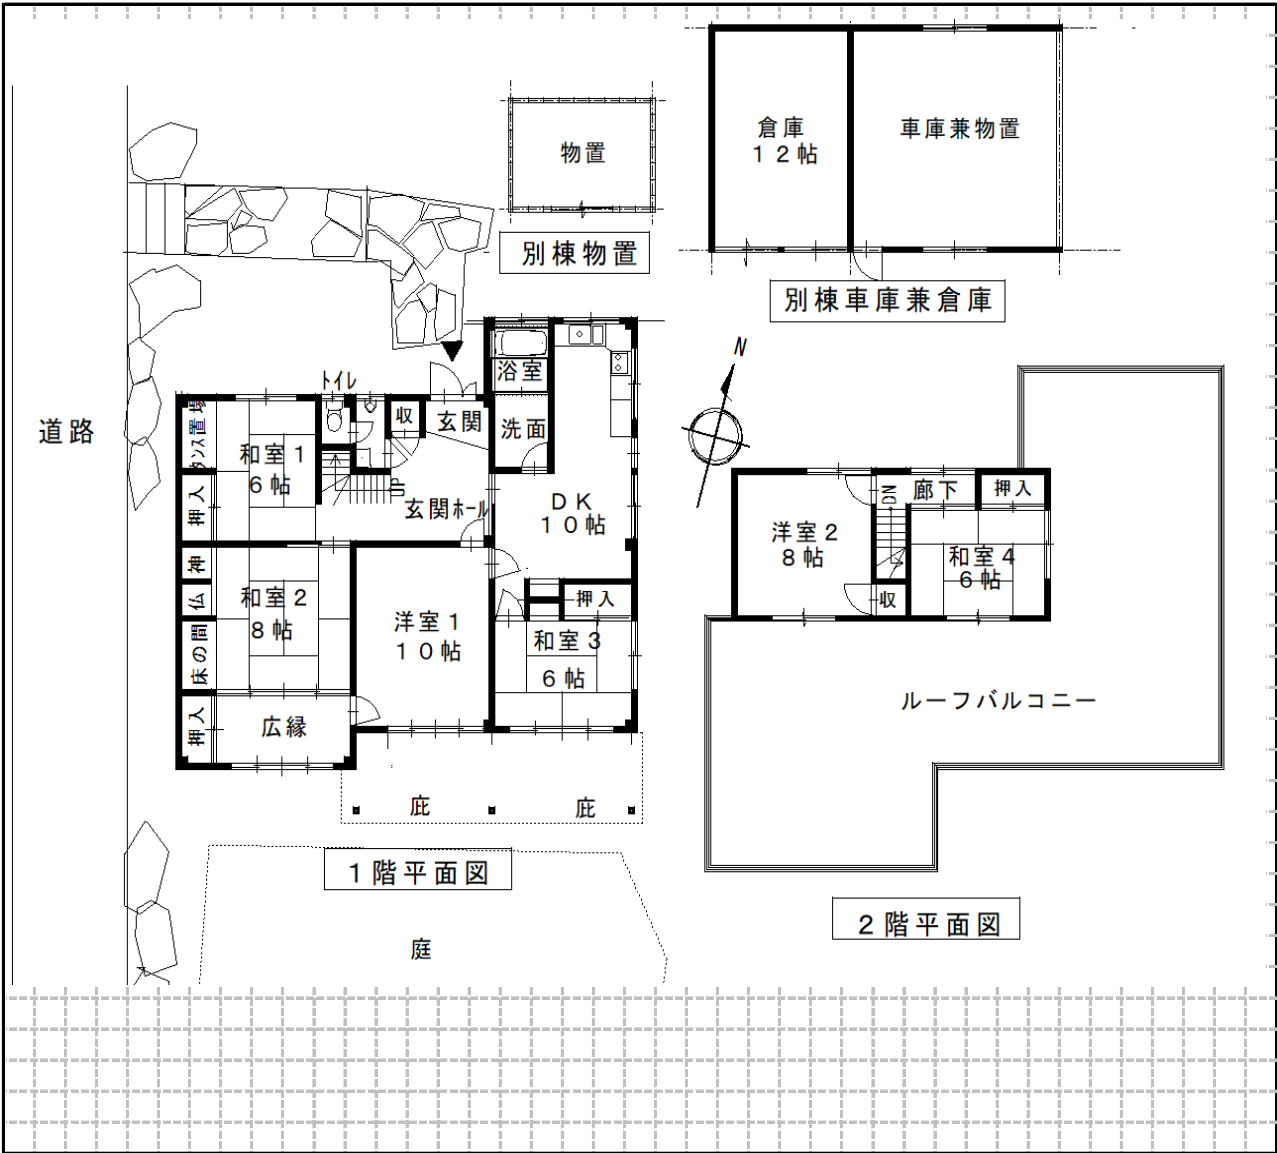 倉庫
12帖
車庫兼物置
物置
別棟物置
別棟車庫兼倉庫
N
道路
トイレ
浴室
洗面
収
玄関
タンス置場
和室1
6帖
押入
UP
玄関ホール
DK
10帖
神
仏
床の間
和室2
8帖
洋室1
10帖
押入
和室3
6帖
押入
広縁
庇
庇
1階平面図
庭
洋室2
8帖
DN
廊下
押入
和室4
6帖
収
ルーフバルコニー
2階平面図